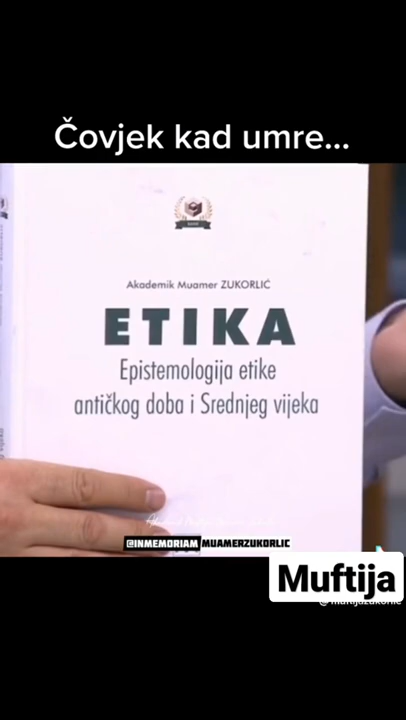 Čovjek kad umre...
Akademik Muamer ZUKORLIĆ
ETIKA
Epistemologija etike
antičkog doba i Srednjeg vijeka
@INMEMORIAM MUAMERZUKORLIC
Muftija